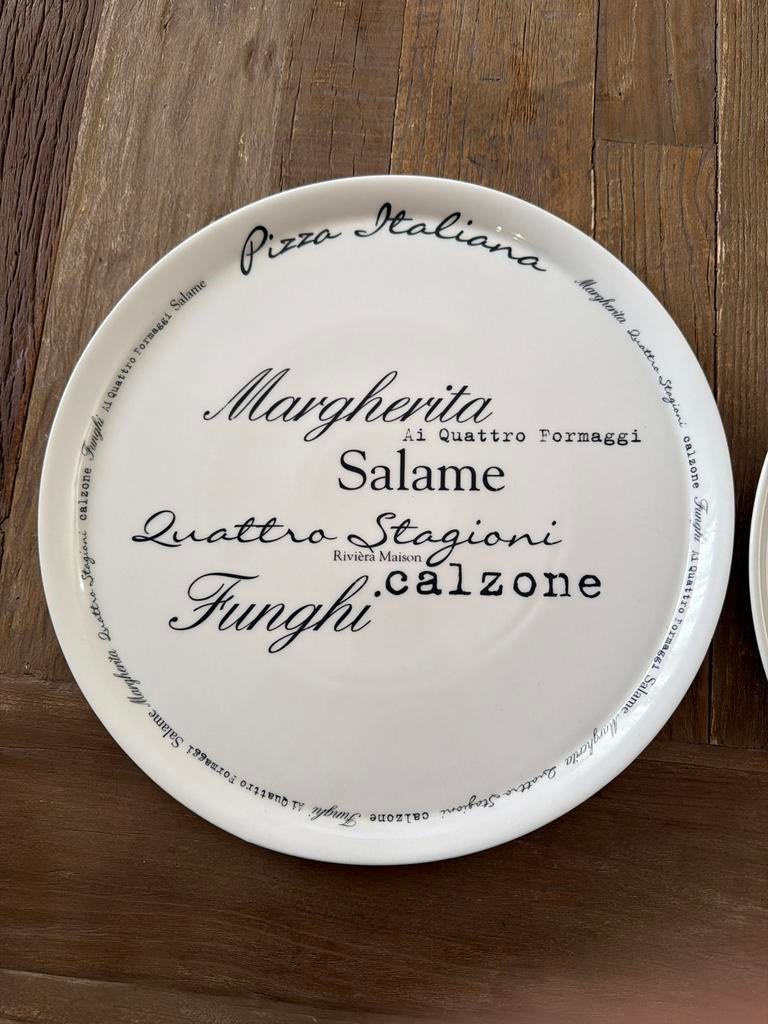 Pizza Italiana
Margherita
Ai Quattro Formaggi
Salame
Quattro Stagioni
Rivièra Maison
calzone
Funghi
Margherita Quattro Stagioni calzone Funghi Ai Quattro Formaggi Salame Margherita Quattro Stagioni calzone Funghi Ai Quattro Formaggi Salame Margherita Quattro Stagioni calzone Funghi Ai Quattro Formaggi Salame